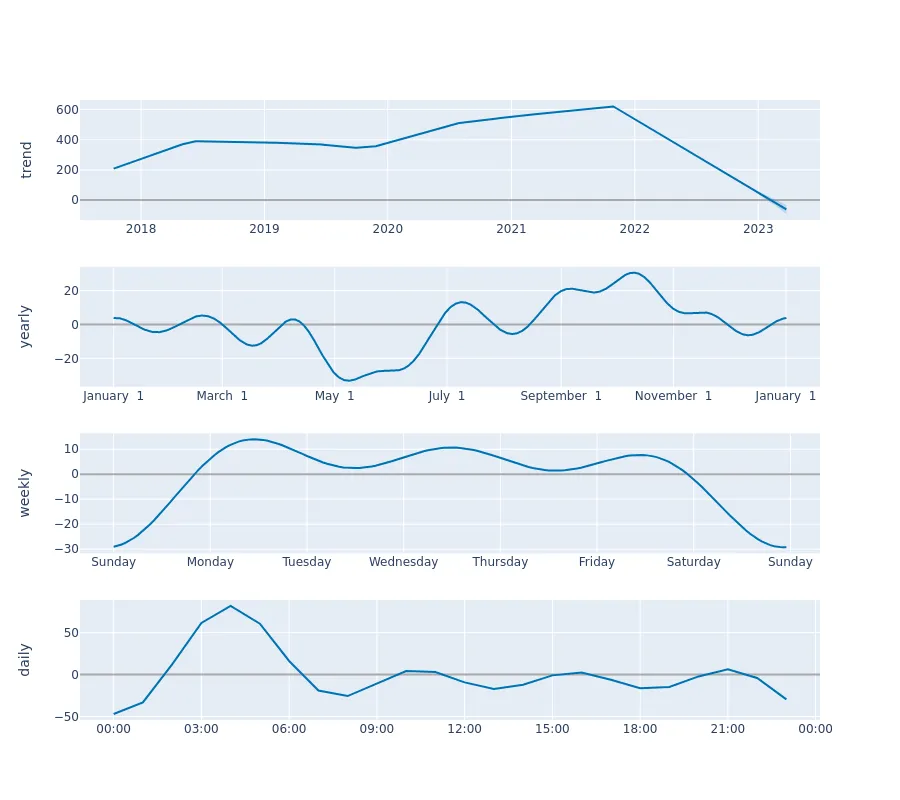 trend
600
400
200
0
2018 2019 2020 2021 2022 2023
yearly
20
0
−20
January 1 March 1 May 1 July 1 September 1 November 1 January 1
weekly
10
0
−10
−20
−30
Sunday Monday Tuesday Wednesday Thursday Friday Saturday Sunday
daily
50
0
−50
00:00 03:00 06:00 09:00 12:00 15:00 18:00 21:00 00:00